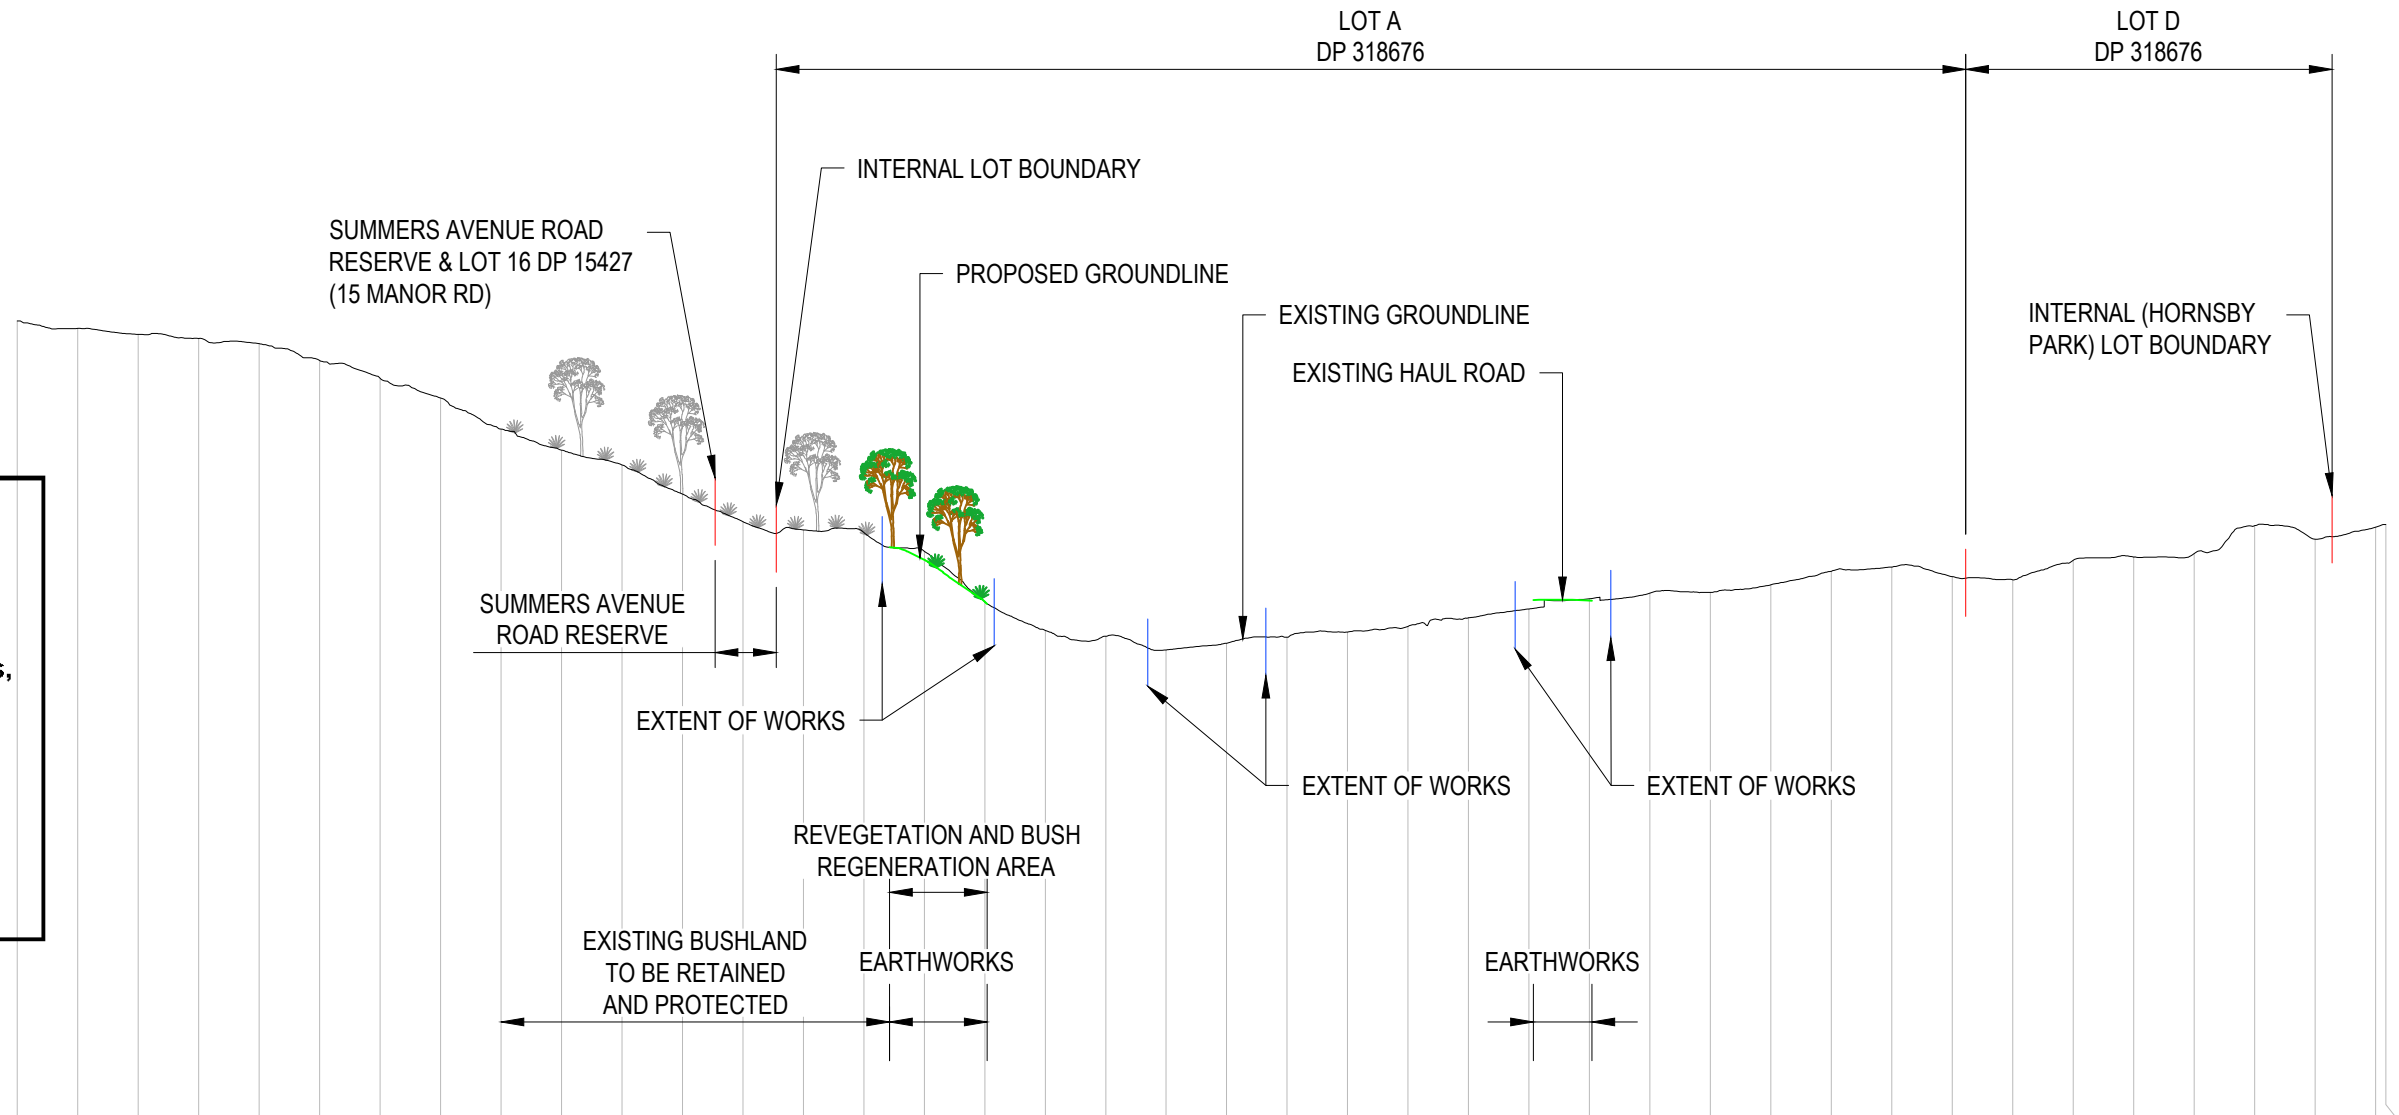 LOT A
DP 318676
LOT D
DP 318676
INTERNAL LOT BOUNDARY
SUMMERS AVENUE ROAD
RESERVE & LOT 16 DP 15427
(15 MANOR RD)
PROPOSED GROUNDLINE
EXISTING GROUNDLINE
EXISTING HAUL ROAD
INTERNAL (HORNSBY
PARK) LOT BOUNDARY
SUMMERS AVENUE
ROAD RESERVE
EXTENT OF WORKS
EXTENT OF WORKS
EXTENT OF WORKS
REVEGETATION AND BUSH
REGENERATION AREA
EXISTING BUSHLAND
TO BE RETAINED
AND PROTECTED
EARTHWORKS
EARTHWORKS